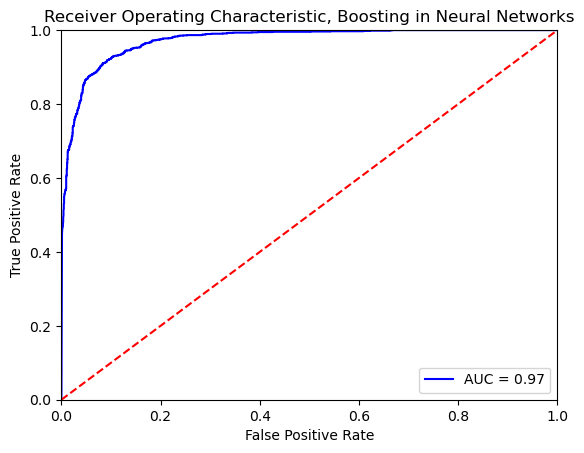 Receiver Operating Characteristic, Boosting in Neural Networks
1.0
0.8
0.6
0.4
0.2
0.0
True Positive Rate
AUC = 0.97
0.0 0.2 0.4 0.6 0.8 1.0
False Positive Rate